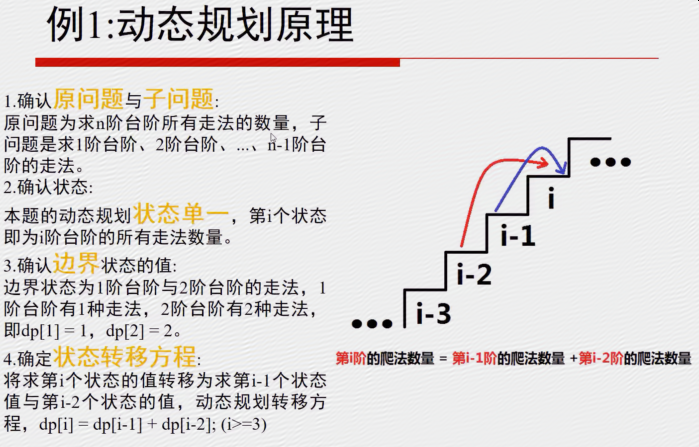 例1:动态规划原理
1.确认原问题与子问题:
原问题为求n阶台阶所有走法的数量，子
问题是求1阶台阶、2阶台阶、...、n-1阶台
阶的走法。
2.确认状态:
本题的动态规划状态单一，第i个状态
即为i阶台阶的所有走法数量。
3.确认边界状态的值:
边界状态为1阶台阶与2阶台阶的走法，1
阶台阶有1种走法，2阶台阶有2种走法，
即dp[1] = 1，dp[2] = 2。
4.确定状态转移方程:
将求第i个状态的值转移为求第i-1个状态
值与第i-2个状态的值，动态规划转移方
程，dp[i] = dp[i-1] + dp[i-2]; (i>=3)
...
i
i-1
i-2
... i-3
第i阶的爬法数量 = 第i-1阶的爬法数量 +第i-2阶的爬法数量